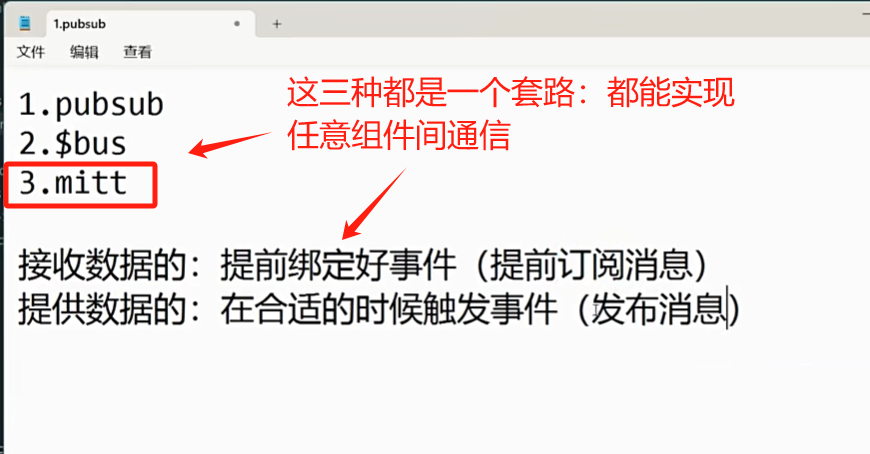 1.pubsub
文件 编辑 查看
1.pubsub
这三种都是一个套路：都能实现
任意组件间通信
2.$bus
3.mitt
接收数据的：提前绑定好事件（提前订阅消息）
提供数据的：在合适的时候触发事件（发布消息）